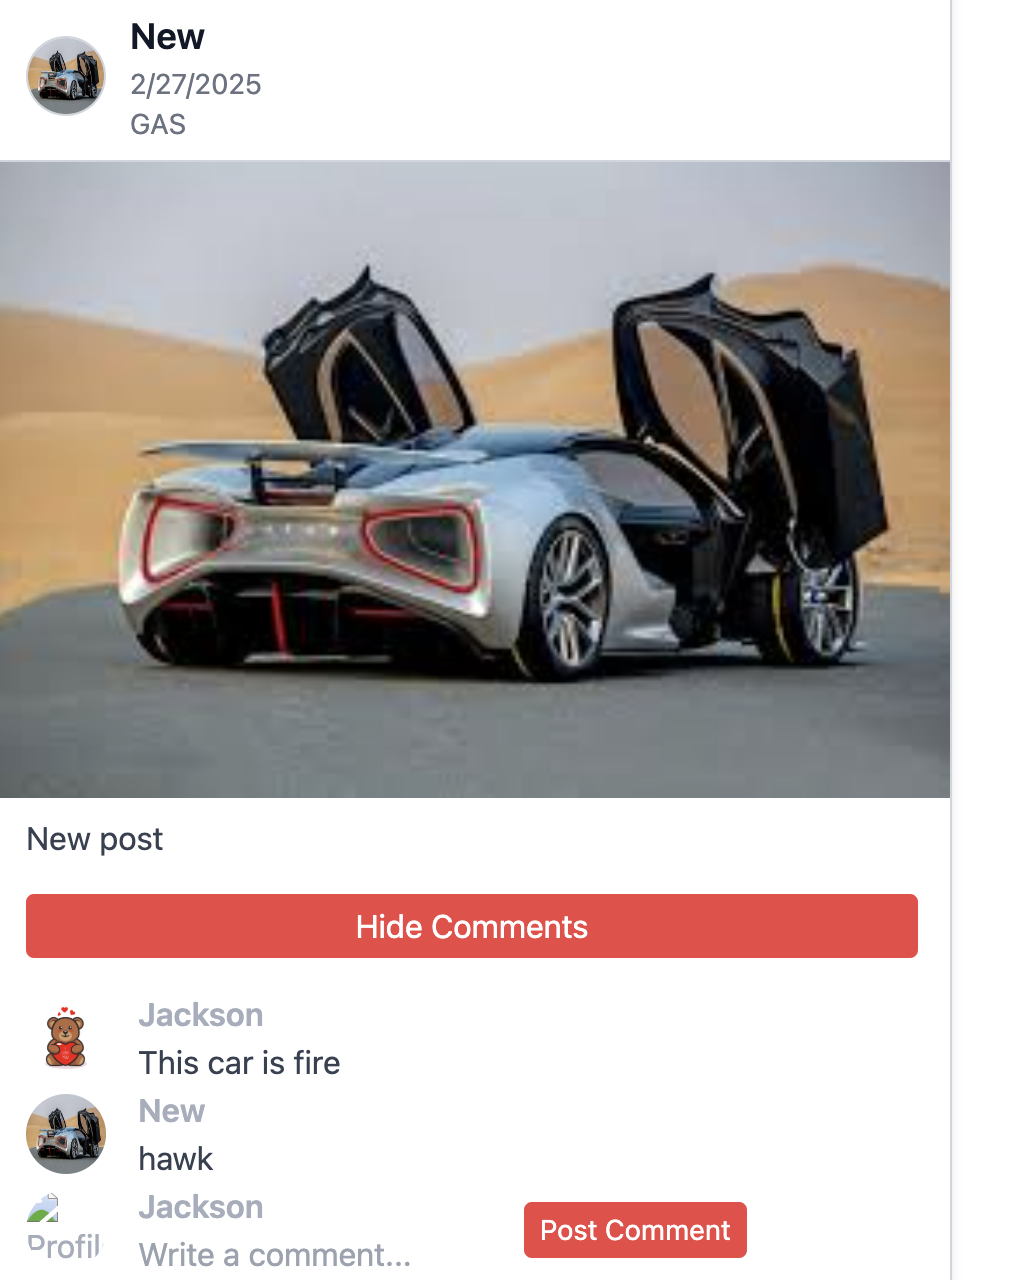 New
2/27/2025
GAS
New post
Hide Comments
Jackson
This car is fire
New
hawk
Jackson
Profil
Write a comment...
Post Comment